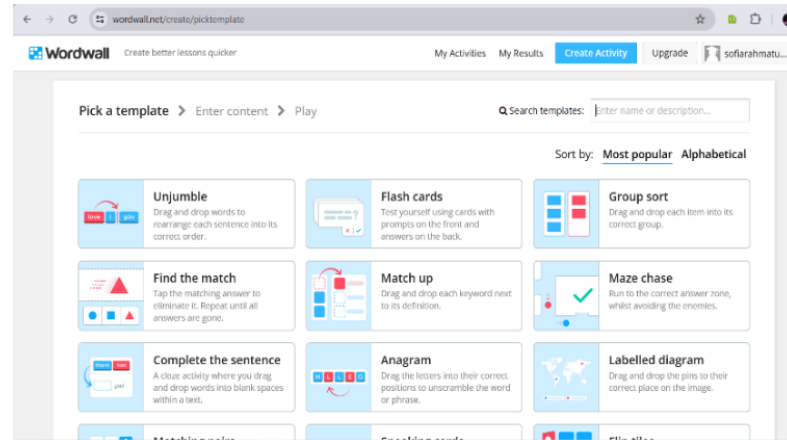 wordwall.net/create/picktemplate
Wordwall Create better lessons quicker My Activities My Results Create Activity Upgrade sofiarahmatu...
Pick a template > Enter content > Play Search templates: Enter name or description...
Sort by: Most popular Alphabetical
Unjumble
Drag and drop words to
rearrange each sentence into its
correct order.
love I you
Flash cards
Test yourself using cards with
prompts on the front and
answers on the back.
Group sort
Drag and drop each item into its
correct group.
Find the match
Tap the matching answer to
eliminate it. Repeat until all
answers are gone.
Match up
Drag and drop each keyword next
to its definition.
Maze chase
Run to the correct answer zone,
whilst avoiding the enemies.
Complete the sentence
A cloze activity where you drag
and drop words into blank spaces
within a text.
Anagram
Drag the letters into their correct
positions to unscramble the word
or phrase.
H L L E O
Labelled diagram
Drag and drop the pins to their
correct place on the image.
Matching pairs
Speaking cards
Flip tiles